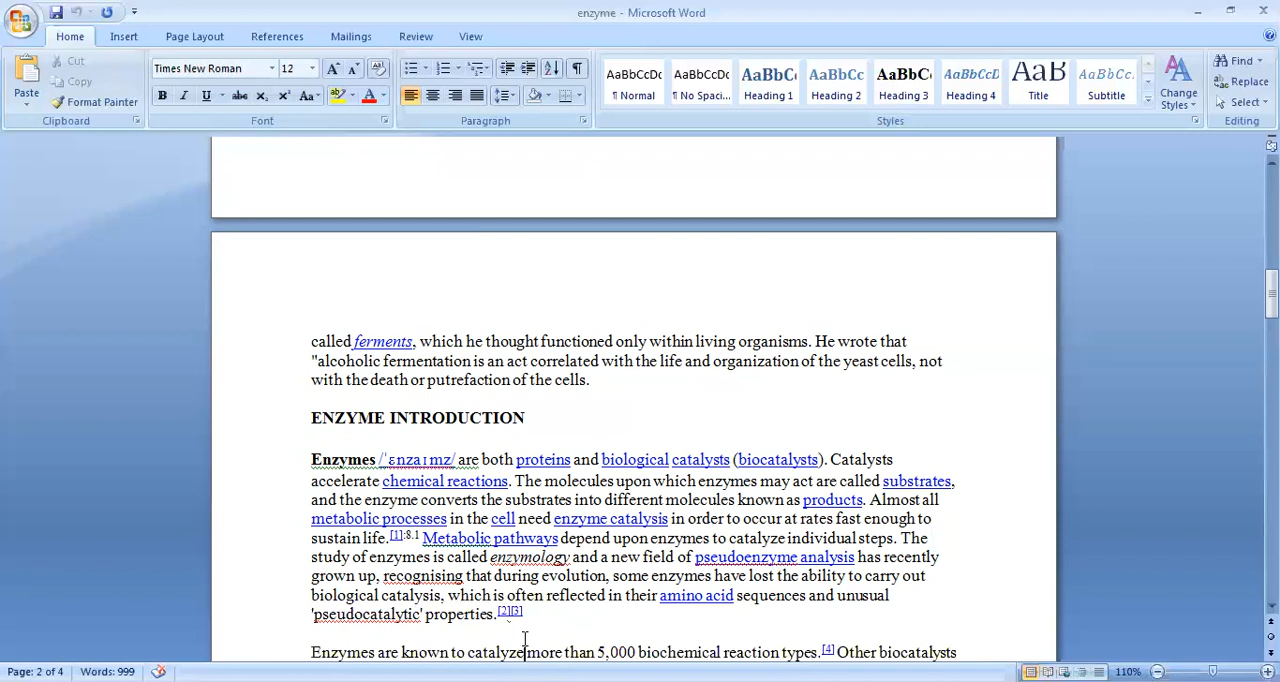 enzyme - Microsoft Word
Home Insert Page Layout References Mailings Review View
Paste Cut Copy Format Painter Clipboard
Times New Roman 12 Font
Paragraph
AaBbCcDc AaBbCcDc AaBbC AaBbCc AaBbC AaBbCcD AaB AaBbCc.
¶ Normal ¶ No Spaci... Heading 1 Heading 2 Heading 3 Heading 4 Title Subtitle
Styles
Change Styles
Find Replace Select Editing
called ferments, which he thought functioned only within living organisms. He wrote that
"alcoholic fermentation is an act correlated with the life and organization of the yeast cells, not
with the death or putrefaction of the cells.
ENZYME INTRODUCTION
Enzymes /ˈɛnzaɪmz/ are both proteins and biological catalysts (biocatalysts). Catalysts
accelerate chemical reactions. The molecules upon which enzymes may act are called substrates,
and the enzyme converts the substrates into different molecules known as products. Almost all
metabolic processes in the cell need enzyme catalysis in order to occur at rates fast enough to
sustain life.[1]:8.1 Metabolic pathways depend upon enzymes to catalyze individual steps. The
study of enzymes is called enzymology and a new field of pseudoenzyme analysis has recently
grown up, recognising that during evolution, some enzymes have lost the ability to carry out
biological catalysis, which is often reflected in their amino acid sequences and unusual
'pseudocatalytic' properties.[2][3]
Enzymes are known to catalyze more than 5,000 biochemical reaction types.[4] Other biocatalysts
Page: 2 of 4 Words: 999 110%